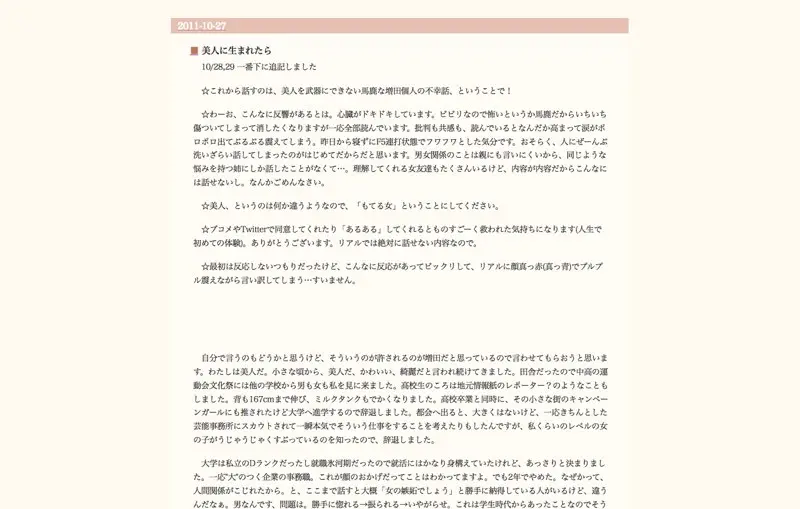 2011-10-27
■ 美人に生まれたら
10/28,29 一番下に追記しました
☆これから話すのは、美人を武器にできない馬鹿な増田個人の不幸話、ということで！
☆わーお、こんなに反響があるとは。心臓がドキドキしています。ビビリなので怖いというか馬鹿だからいちいち
傷ついてしまって消したくなりますが一応全部読んでいます。批判も共感も、読んでいるとなんだか高まって涙がボ
ロボロ出てぶるぶる震えてしまう。昨日から寝ずにF5連打状態でフワフワとした気分です。おそらく、人にぜーんぶ
洗いざらい話してしまったのがはじめてだからだと思います。男女関係のことは親にも言いにくいから、同じような
悩みを持つ姉にしか話したことがなくて…。理解してくれる女友達もたくさんいるけど、内容が内容だからこんなに
は話せないし。なんかごめんなさい。
☆美人、というのは何か違うようなので、「もてる女」ということにしてください。
☆ブコメやTwitterで同意してくれたり「あるある」してくれるとものすごーく救われた気持ちになります(人生で
初めての体験)。ありがとうございます。リアルでは絶対に話せない内容なので。
☆最初は反応しないつもりだったけど、こんなに反応があってビックリして、リアルに顔真っ赤(真っ青)でプルプ
ル震えながら言い訳してしまう…すいません。
自分で言うのもどうかと思うけど、そういうのが許されるのが増田だと思っているので言わせてもらおうと思いま
す。わたしは美人だ。小さな頃から、美人だ、かわいい、綺麗だと言われ続けてきました。田舎だったので中高の運
動会文化祭には他の学校から男も女も私を見に来ました。高校生のころは地元情報紙のレポーター？のようなことも
しました。背も167cmまで伸び、ミルクタンクもでかくなりました。高校卒業と同時に、その小さな街のキャンペー
ンガールにも推されたけど大学へ進学するので辞退しました。都会へ出ると、大きくはないけど、一応きちんとした
芸能事務所にスカウトされて一瞬本気でそういう仕事をすることを考えたりもしたんですが、私くらいのレベルの女
の子がうじゃうじゃくすぶっているのを知ったので、辞退しました。
大学は私立のDランクだったし就職氷河期だったので就活にはかなり身構えていたけれど、あっさりと決まりまし
た。一応"大"のつく企業の事務職。これが顔のおかげだってことはわかってますよ。でも2年でやめた。なぜかって、
人間関係がこじれたから。と、ここまで話すと大概「女の嫉妬でしょう」と勝手に納得している人がいるけど、違う
んだなぁ。男なんです、問題は。勝手に惚れる→振られる→いやがらせ。これは学生時代からあったことなのでそう